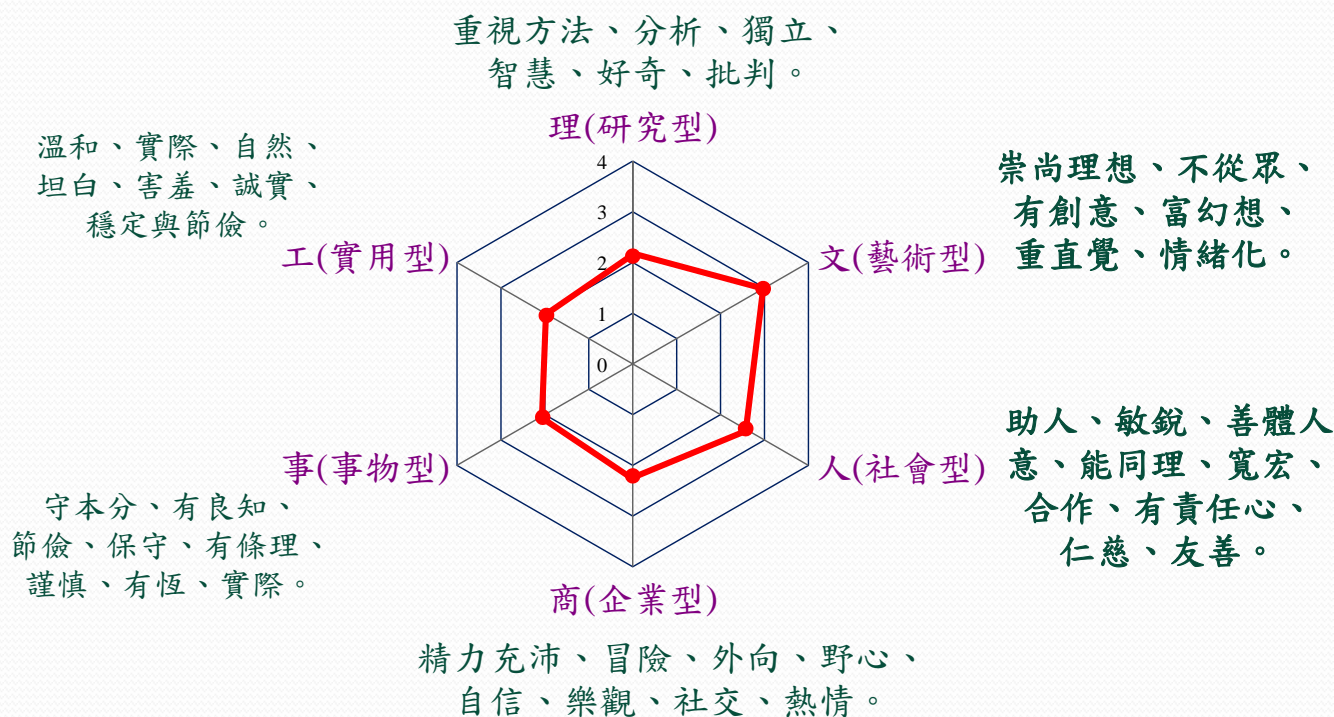 重視方法、分析、獨立、
智慧、好奇、批判。
理(研究型)
溫和、實際、自然、
坦白、害羞、誠實、
穩定與節儉。
工(實用型)
崇尚理想、不從眾、
有創意、富幻想、
重直覺、情緒化。
文(藝術型)
4
3
2
1
0
助人、敏銳、善體人
意、能同理、寬宏、
合作、有責任心、
仁慈、友善。
人(社會型)
事(事物型)
守本分、有良知、
節儉、保守、有條理、
謹慎、有恆、實際。
商(企業型)
精力充沛、冒險、外向、野心、
自信、樂觀、社交、熱情。